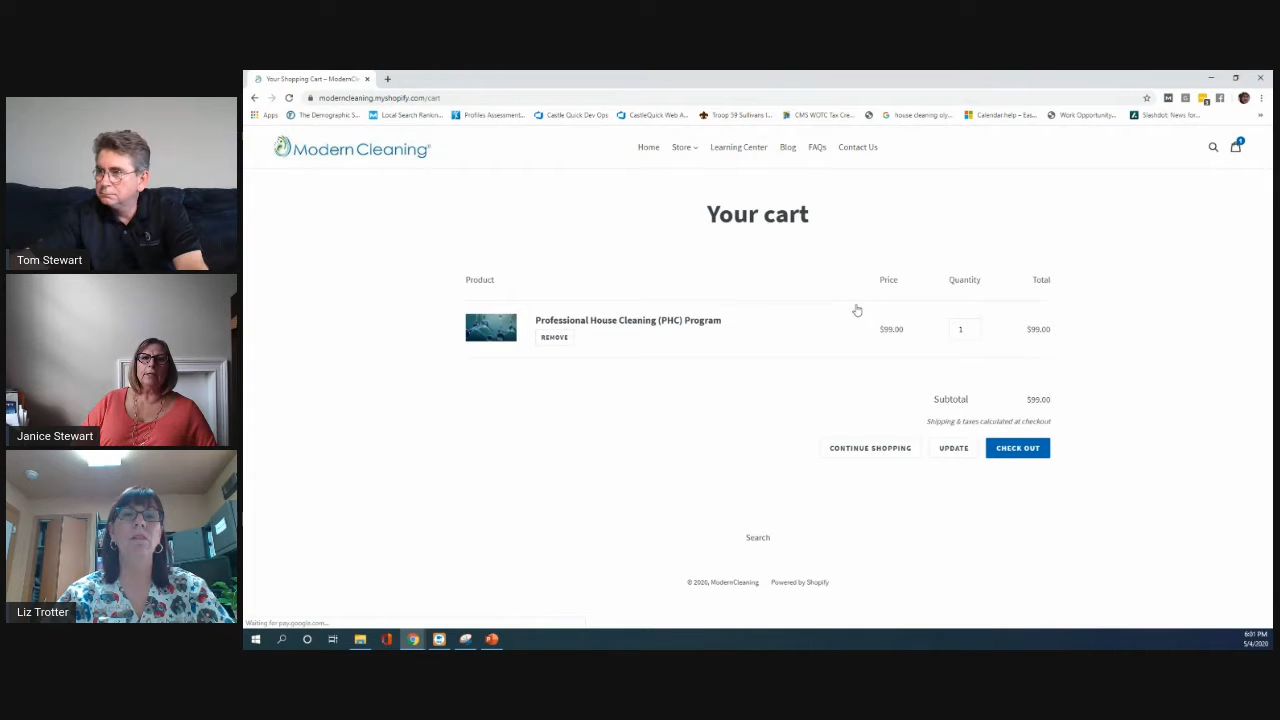 Your Shopping Cart – ModernCle
moderncleaning.myshopify.com/cart
Apps The Demographic S... Local Search Rankin... Profiles Assessment... Castle Quick Dev Ops CastleQuick Web A... Troop 59 Sullivans I... CMS WOTC Tax Cre... house cleaning oly... Calendar.help – Eas... Work Opportunity... Slashdot: News for... »
ModernCleaning®
Home Store Learning Center Blog FAQs Contact Us
Your cart
Product Price Quantity Total
Professional House Cleaning (PHC) Program
REMOVE
$99.00 1 $99.00
Subtotal $99.00
Shipping & taxes calculated at checkout
CONTINUE SHOPPING UPDATE CHECK OUT
Search
© 2020, ModernCleaning Powered by Shopify
Waiting for pay.google.com...
6:01 PM
5/4/2020
Tom Stewart
Janice Stewart
Liz Trotter